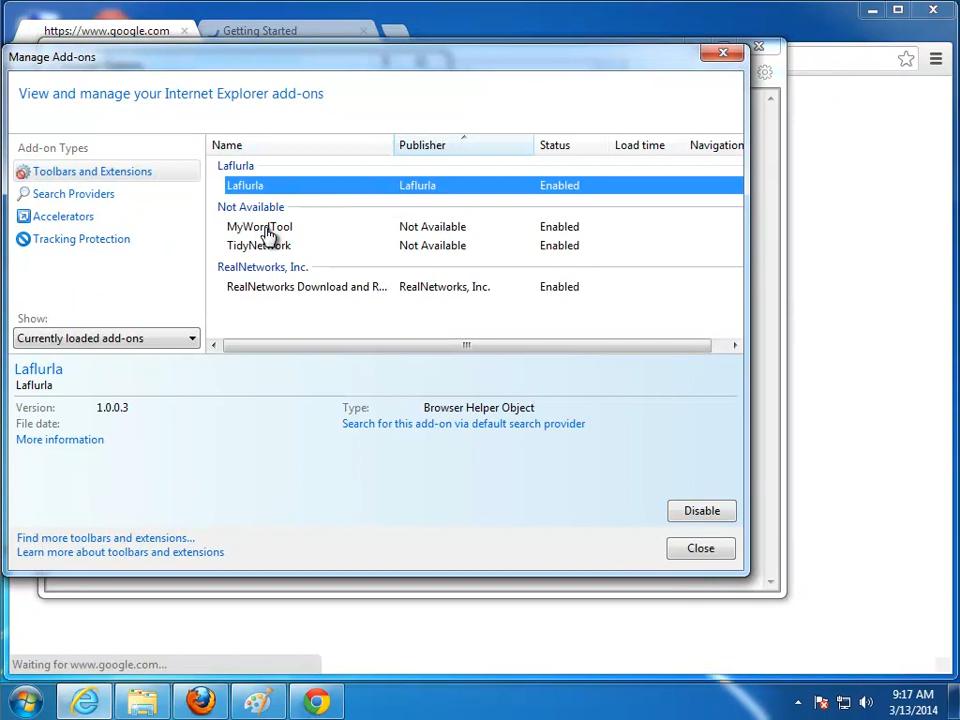 https://www.google.com
Getting Started
Manage Add-ons
View and manage your Internet Explorer add-ons
Add-on Types
Toolbars and Extensions
Search Providers
Accelerators
Tracking Protection
Show:
Currently loaded add-ons
Name Publisher Status Load time Navigation
Laflurla
Laflurla Laflurla Enabled
Not Available
MyWordTool Not Available Enabled
TidyNetwork Not Available Enabled
RealNetworks, Inc.
RealNetworks Download and R... RealNetworks, Inc. Enabled
Laflurla
Laflurla
Version: 1.0.0.3
Type: Browser Helper Object
File date:
Search for this add-on via default search provider
More information
Disable
Find more toolbars and extensions...
Learn more about toolbars and extensions
Close
Waiting for www.google.com...
9:17 AM
3/13/2014